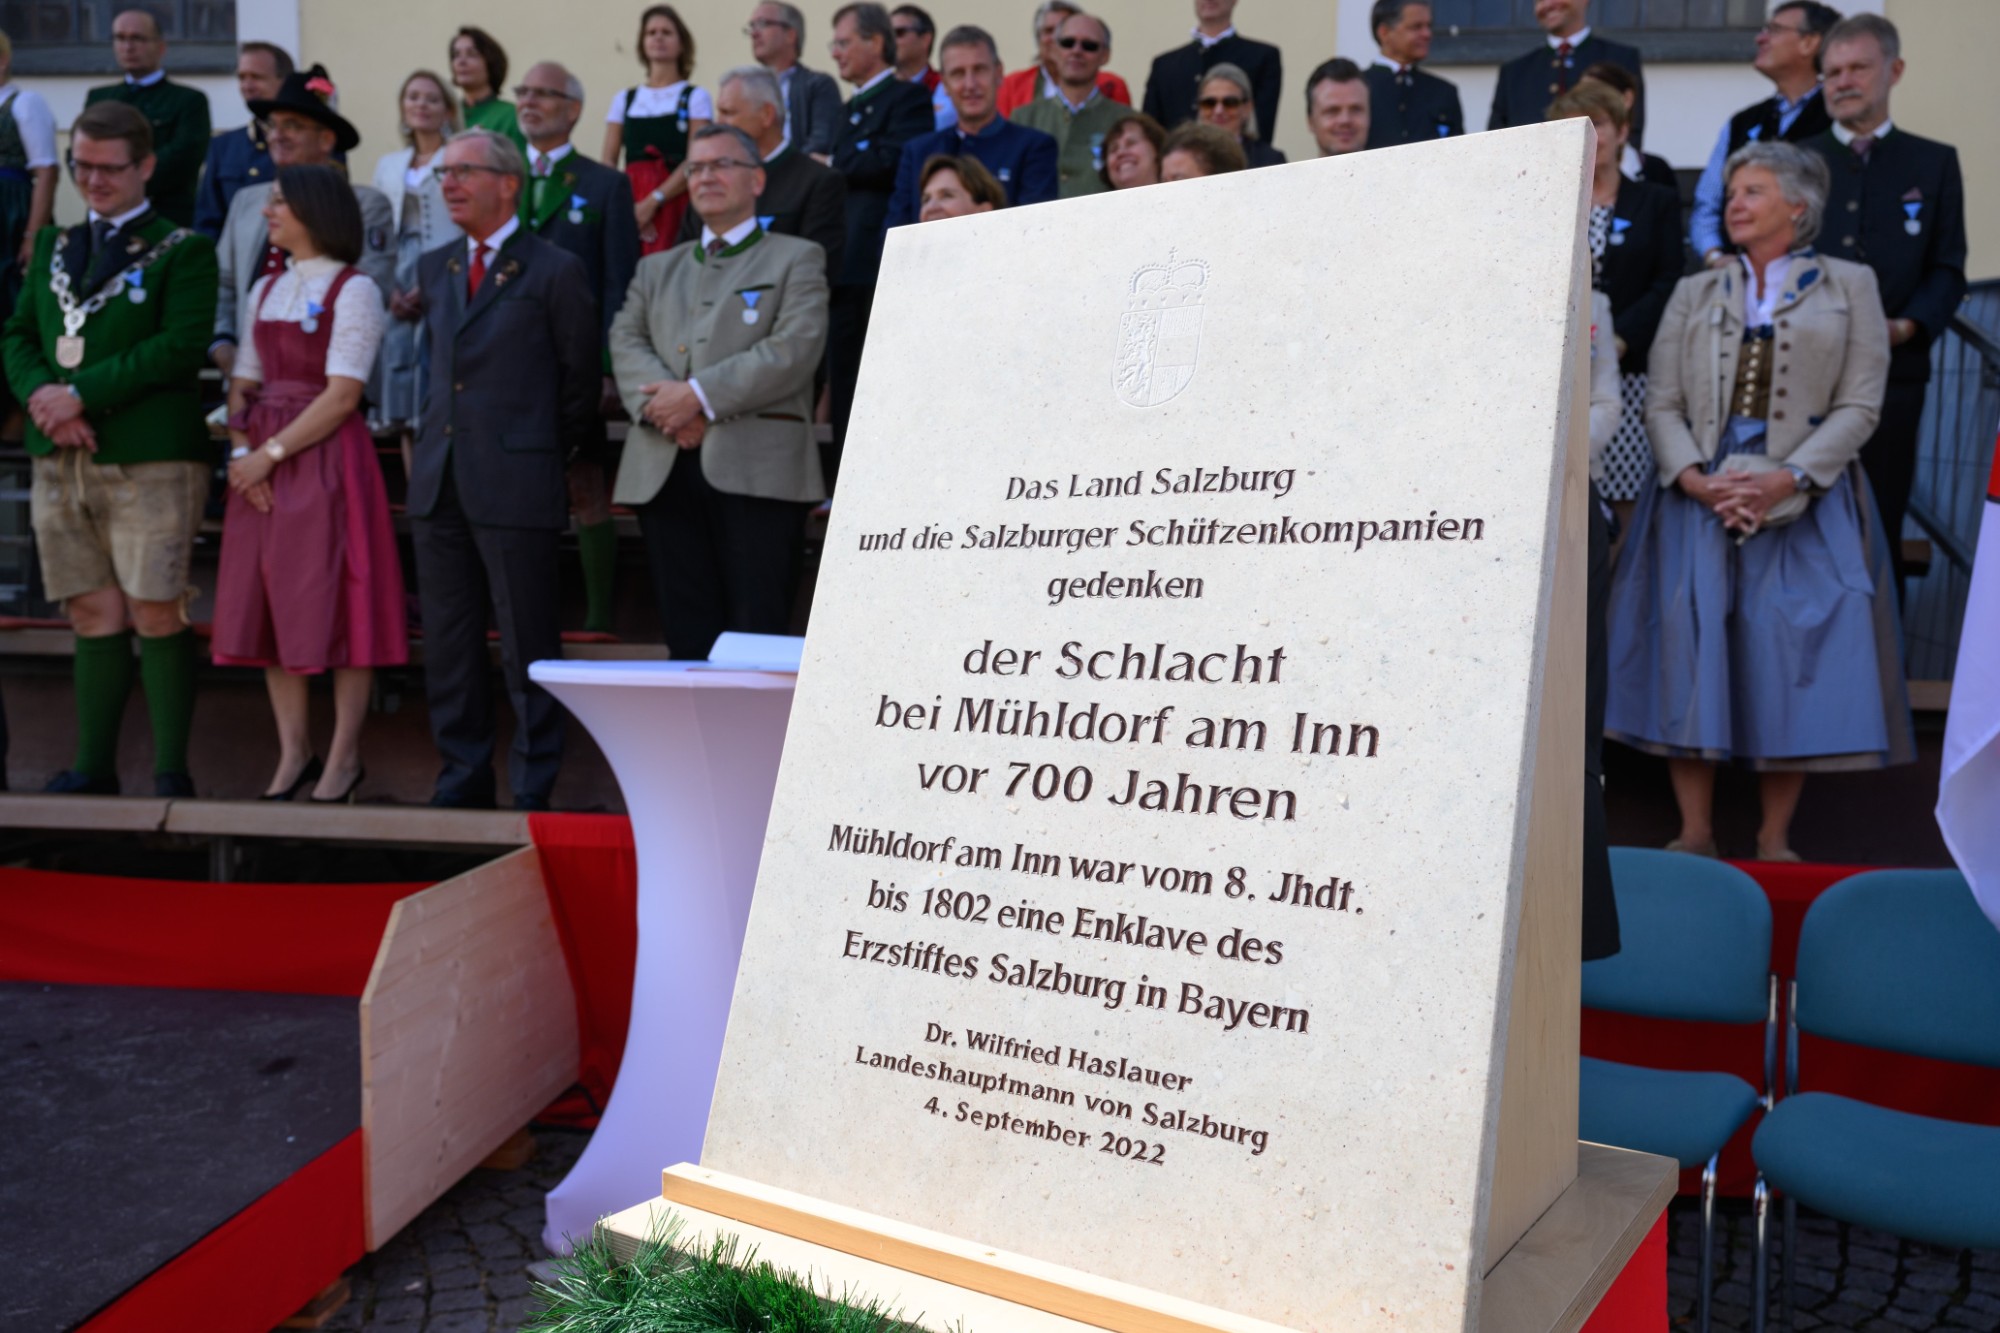 Das Land Salzburg
und die Salzburger Schützenkompanien
gedenken
der Schlacht
bei Mühldorf am Inn
vor 700 Jahren
Mühldorf am Inn war vom 8. Jhdt.
bis 1802 eine Enklave des
Erzstiftes Salzburg in Bayern
Dr. Wilfried Haslauer
Landeshauptmann von Salzburg
4. September 2022